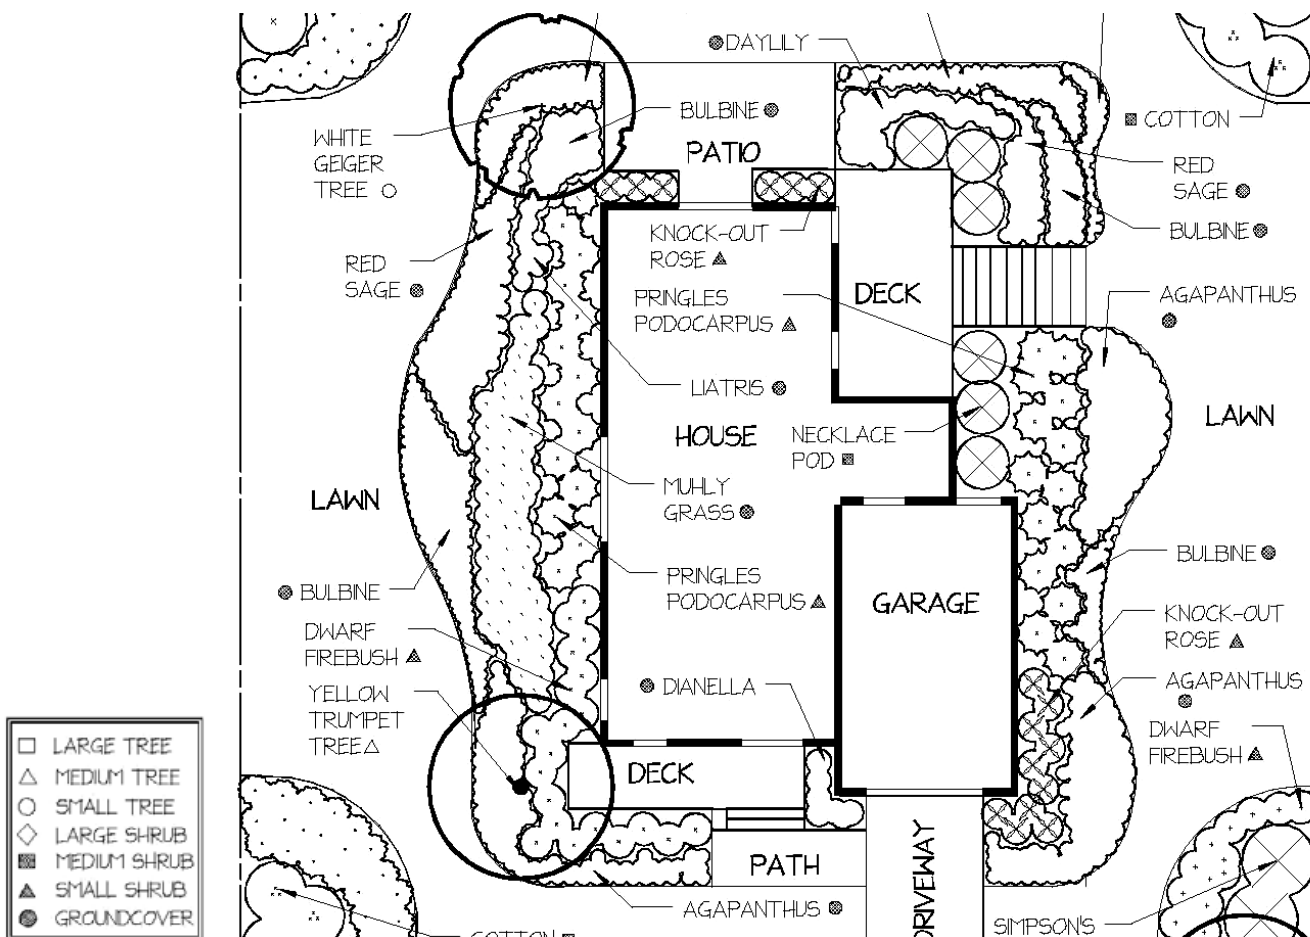 DAYLILY
BULBINE
PATIO
WHITE
GEIGER
TREE
COTTON
RED
SAGE
BULBINE
KNOCK-OUT
ROSE
RED
SAGE
PRINGLES
PODOCARPUS
DECK
AGAPANTHUS
LIATRIS
HOUSE
NECKLACE
POD
LAWN
LAWN
MUHLY
GRASS
BULBINE
BULBINE
PRINGLES
PODOCARPUS
GARAGE
KNOCK-OUT
ROSE
DWARF
FIREBUSH
DIANELLA
AGAPANTHUS
YELLOW
TRUMPET
TREE
DWARF
FIREBUSH
DECK
LARGE TREE
MEDIUM TREE
SMALL TREE
LARGE SHRUB
MEDIUM SHRUB
SMALL SHRUB
GROUNDCOVER
PATH
DRIVEWAY
AGAPANTHUS
SIMPSON'S
COTTON